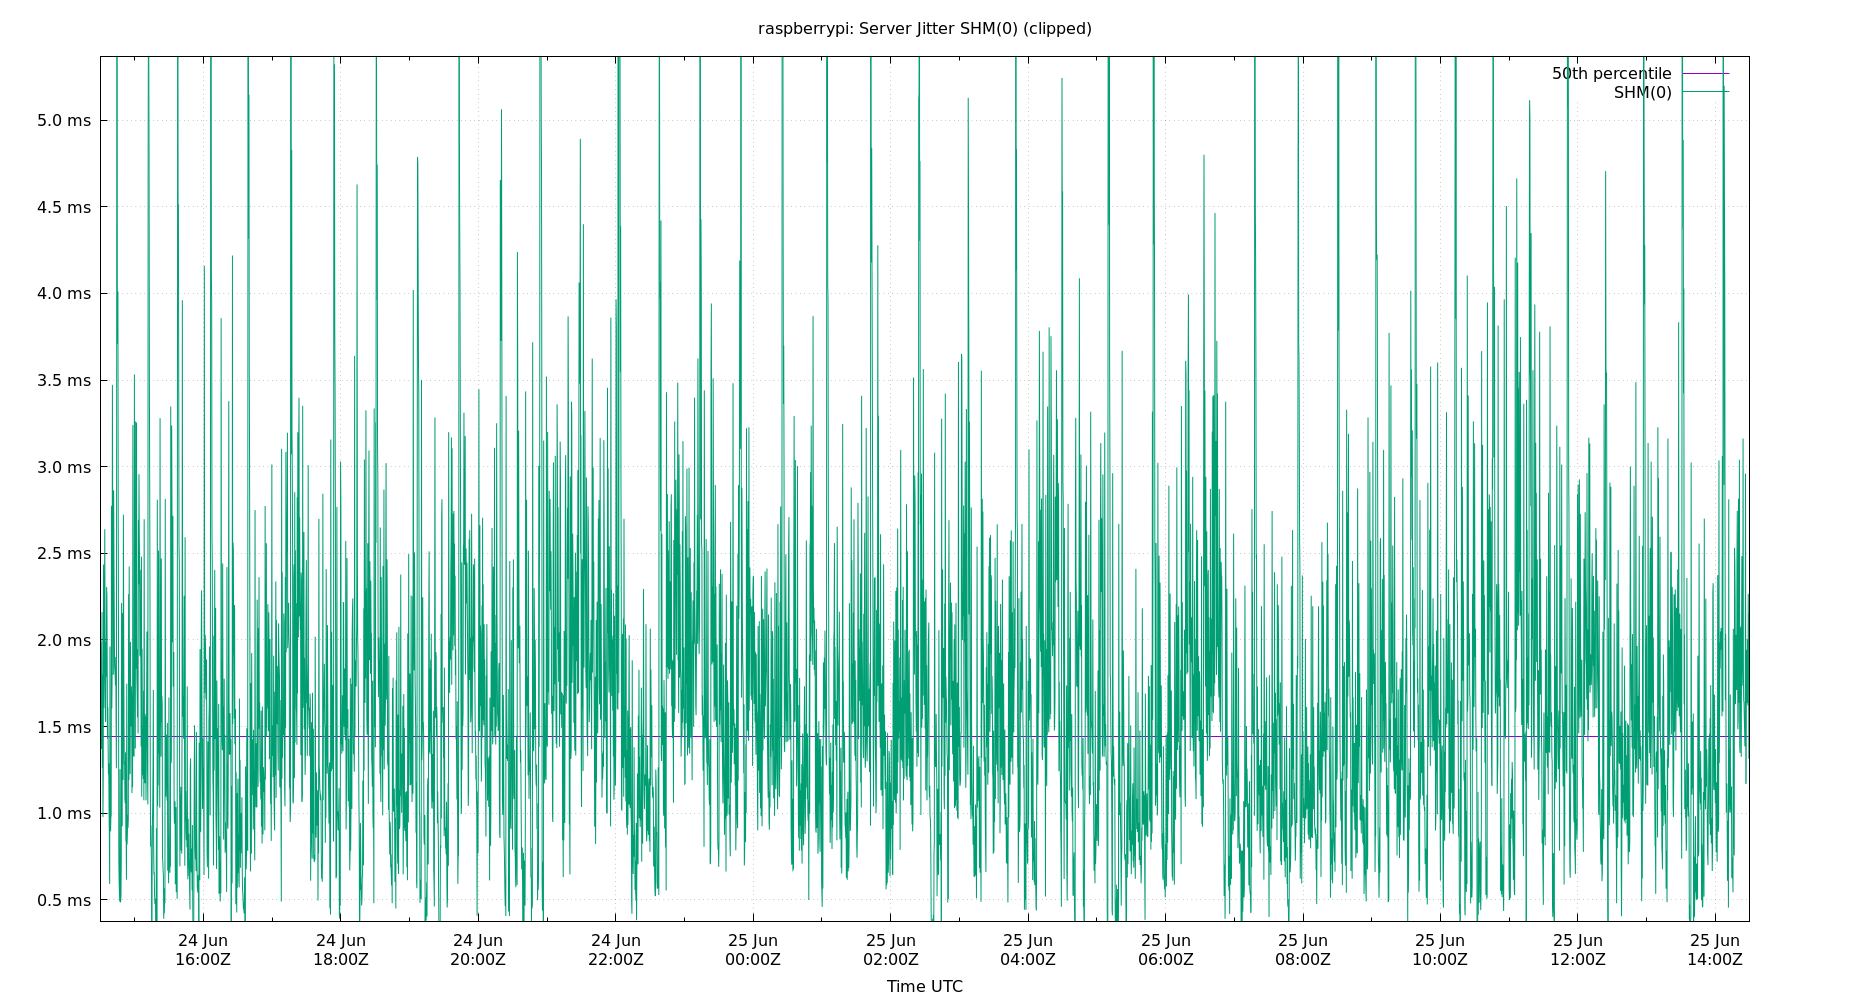 raspberrypi: Server Jitter SHM(0) (clipped)
50th percentile
SHM(0)
5.0 ms
4.5 ms
4.0 ms
3.5 ms
3.0 ms
2.5 ms
2.0 ms
1.5 ms
1.0 ms
0.5 ms
24 Jun 24 Jun 24 Jun 24 Jun 25 Jun 25 Jun 25 Jun 25 Jun 25 Jun 25 Jun 25 Jun 25 Jun
16:00Z 18:00Z 20:00Z 22:00Z 00:00Z 02:00Z 04:00Z 06:00Z 08:00Z 10:00Z 12:00Z 14:00Z
Time UTC